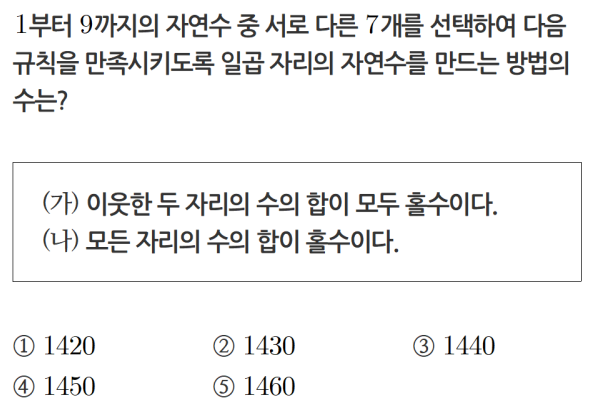 1부터 9까지의 자연수 중 서로 다른 7개를 선택하여 다음
규칙을 만족시키도록 일곱 자리의 자연수를 만드는 방법의
수는?
(가) 이웃한 두 자리의 수의 합이 모두 홀수이다.
(나) 모든 자리의 수의 합이 홀수이다.
① 1420 ② 1430 ③ 1440
④ 1450 ⑤ 1460